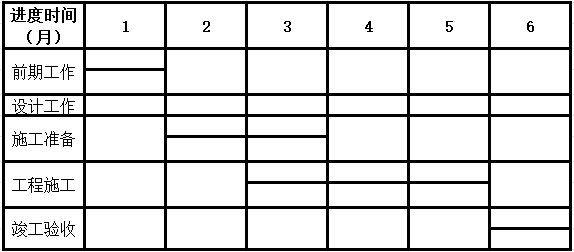 进度时间
（月）
1 2 3 4 5 6
前期工作
设计工作
施工准备
工程施工
竣工验收